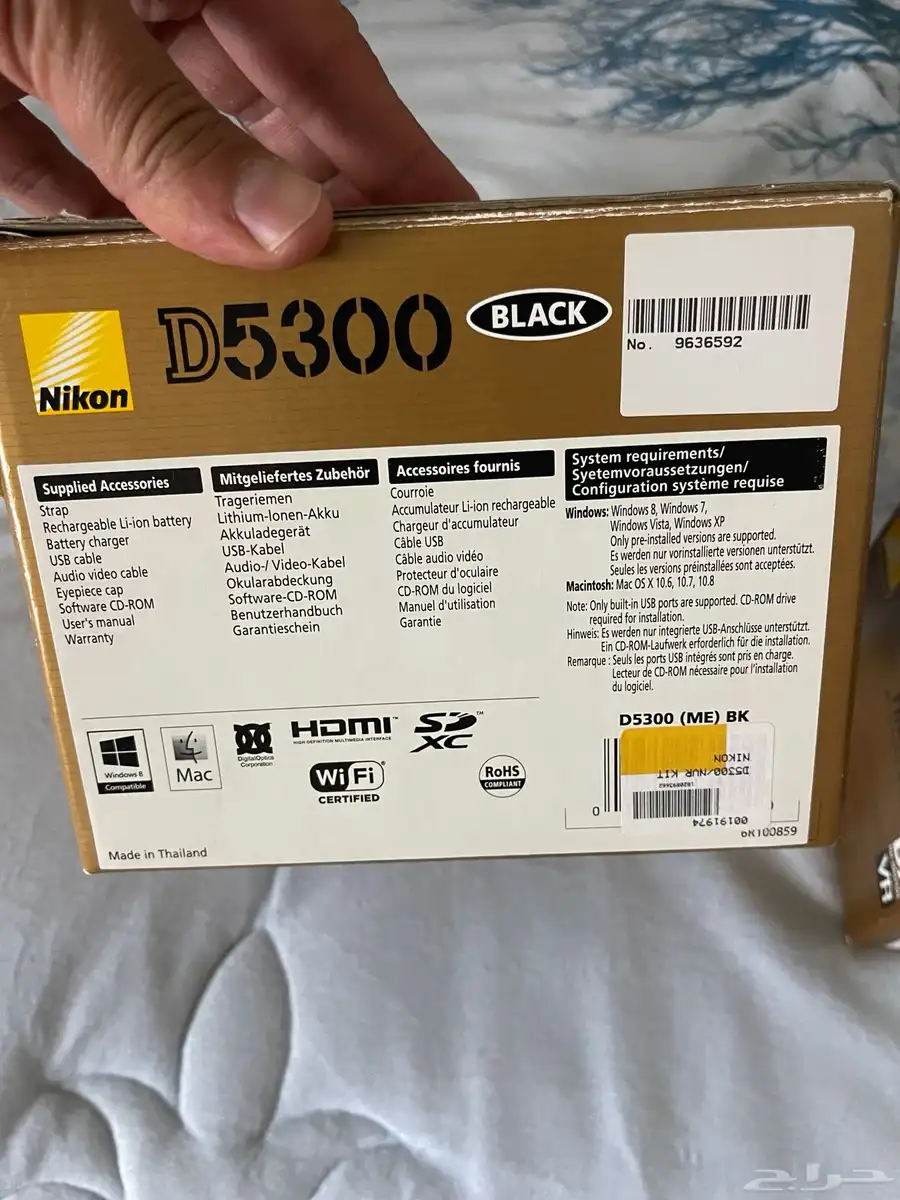 Nikon
D5300
BLACK
No. 9636592
Supplied Accessories
Strap
Rechargeable Li-ion battery
Battery charger
USB cable
Audio video cable
Eyepiece cap
Software CD-ROM
User's manual
Warranty
Mitgeliefertes Zubehör
Trageriemen
Lithium-Ionen-Akku
Akkuladegerät
USB-Kabel
Audio-/ Video-Kabel
Okularabdeckung
Software-CD-ROM
Benutzerhandbuch
Garantieschein
Accessoires fournis
Courroie
Accumulateur Li-ion rechargeable
Chargeur d'accumulateur
Câble USB
Câble audio vidéo
Protecteur d'oculaire
CD-ROM du logiciel
Manuel d'utilisation
Garantie
System requirements/
Syetemvoraussetzungen/
Configuration système requise
Windows: Windows 8, Windows 7,
Windows Vista, Windows XP
Only pre-installed versions are supported.
Es werden nur vorinstallierte versionen unterstützt.
Seules les versions préinstallées sont acceptées.
Macintosh: Mac OS X 10.6, 10.7, 10.8
Note: Only built-in USB ports are supported. CD-ROM drive
required for installation.
Hinweis: Es werden nur integrierte USB-Anschlüsse unterstützt.
Ein CD-ROM-Laufwerk erforderlich für die installation.
Remarque : Seuls les ports USB intégrés sont pris en charge.
Lecteur de CD-ROM nécessaire pour l'installation
du logiciel.
Windows 8
Compatible
Mac
DigitalOptics
Corporation
HDMI™
HIGH-DEFINITION MULTIMEDIA INTERFACE
SD™
XC
Wi Fi®
CERTIFIED
RoHS
COMPLIANT
D5300 (ME) BK
NIKON
D5300/NVR KIT
00191974
0
6R100859
Made in Thailand
VR
حراج